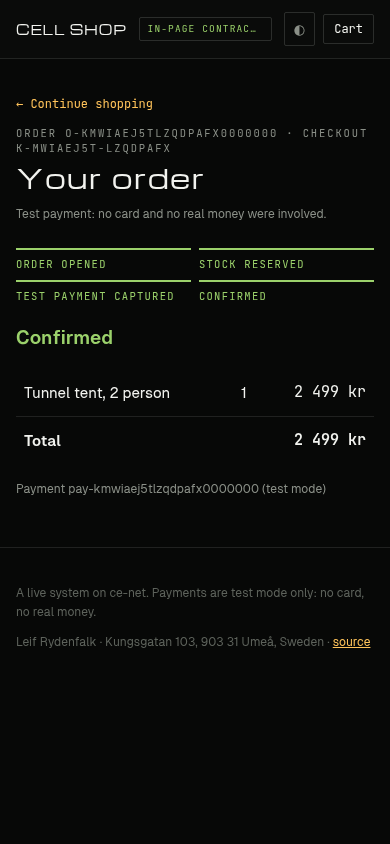 CELL SHOP
IN-PAGE CONTRAC…
Cart
← Continue shopping
ORDER O-KMWIAEJ5TLZQDPAFX0000000 · CHECKOUT
K-MWIAEJ5T-LZQDPAFX
Your order
Test payment: no card and no real money were involved.
ORDER OPENED
STOCK RESERVED
TEST PAYMENT CAPTURED
CONFIRMED
Confirmed
Tunnel tent, 2 person 1 2 499 kr
Total 2 499 kr
Payment pay-kmwiaej5tlzqdpafx0000000 (test mode)
A live system on ce-net. Payments are test mode only: no card,
no real money.
Leif Rydenfalk · Kungsgatan 103, 903 31 Umeå, Sweden · source